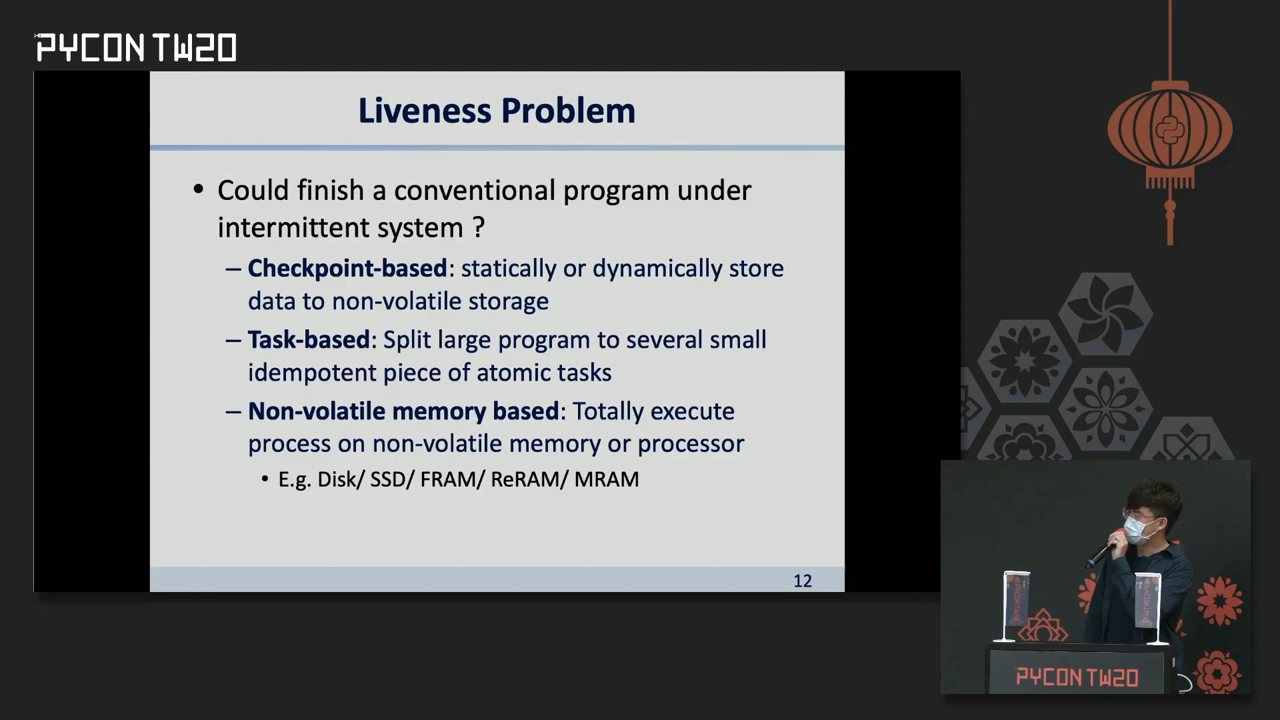 PYCON TW20
Liveness Problem
• Could finish a conventional program under
intermittent system ?
– Checkpoint-based: statically or dynamically store
data to non-volatile storage
– Task-based: Split large program to several small
idempotent piece of atomic tasks
– Non-volatile memory based: Totally execute
process on non-volatile memory or processor
• E.g. Disk/ SSD/ FRAM/ ReRAM/ MRAM
12
PYCON TW20